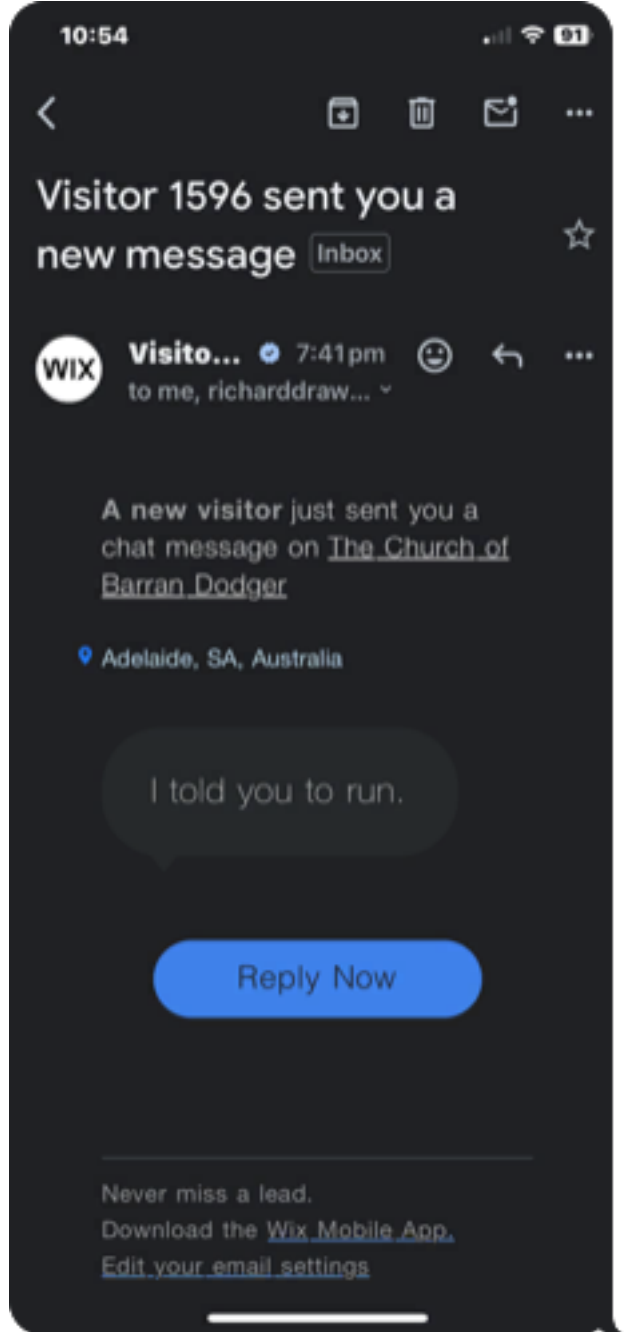 10:54
91
Visitor 1596 sent you a
new message Inbox
WIX
Visito... 7:41pm
to me, richarddraw...
A new visitor just sent you a
chat message on The Church of
Barran Dodger
Adelaide, SA, Australia
I told you to run.
Reply Now
Never miss a lead.
Download the Wix Mobile App.
Edit your email settings